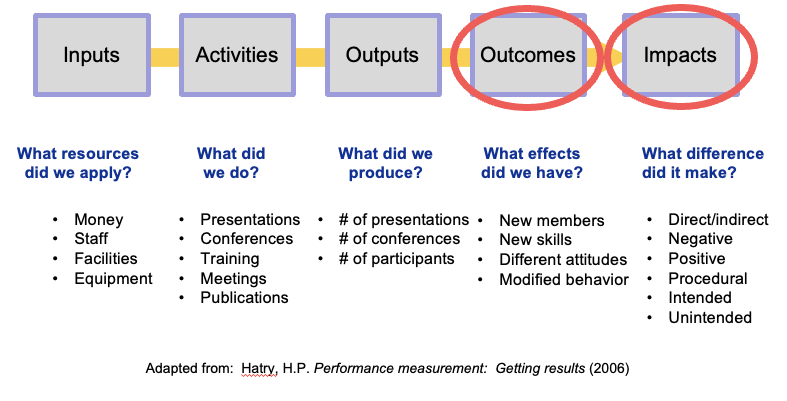 Inputs
Activities
Outputs
Outcomes
Impacts
What resources
did we apply?
• Money
• Staff
• Facilities
• Equipment
What did
we do?
• Presentations
• Conferences
• Training
• Meetings
• Publications
What did we
produce?
• # of presentations
• # of conferences
• # of participants
What effects
did we have?
• New members
• New skills
• Different attitudes
• Modified behavior
What difference
did it make?
• Direct/indirect
• Negative
• Positive
• Procedural
• Intended
• Unintended
Adapted from: Hatry, H.P. Performance measurement: Getting results (2006)